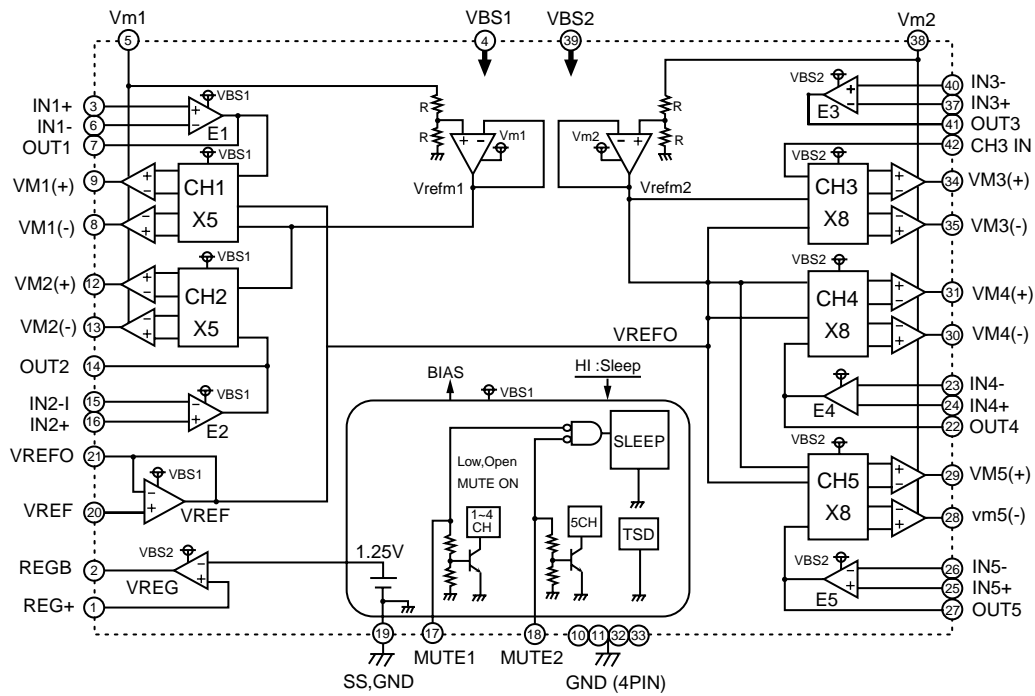 Vm1
VBS1
VBS2
Vm2
5
4
39
38
IN1+
3
IN1-
6
OUT1
7
VBS1
+
−
E1
VM1(+)
9
VM1(-)
8
+
−
−
+
VBS1
CH1
X5
VM2(+)
12
VM2(-)
13
+
−
−
+
VBS1
CH2
X5
OUT2
14
IN2-I
15
IN2+
16
−
+
E2
VREFO
21
VREF
20
VBS1
−
+
VREF
REGB
2
REG+
1
VBS2
−
+
VREG
R
R
+
−
Vm1
Vrefm1
R
R
−
+
Vm2
Vrefm2
VREFO
VBS2
+
−
E3
40
IN3-
37
IN3+
41
OUT3
42
CH3 IN
VBS2
CH3
X8
+
−
−
+
34
VM3(+)
35
VM3(-)
VBS2
CH4
X8
+
−
−
+
31
VM4(+)
30
VM4(-)
−
+
E4
23
IN4-
24
IN4+
22
OUT4
VBS2
CH5
X8
+
−
−
+
29
VM5(+)
28
vm5(-)
VBS2
−
+
E5
26
IN5-
25
IN5+
27
OUT5
BIAS
VBS1
HI :Sleep
SLEEP
Low,Open
MUTE ON
1~4
CH
5CH
TSD
1.25V
19
SS,GND
17
MUTE1
18
MUTE2
10
11
32
33
GND (4PIN)